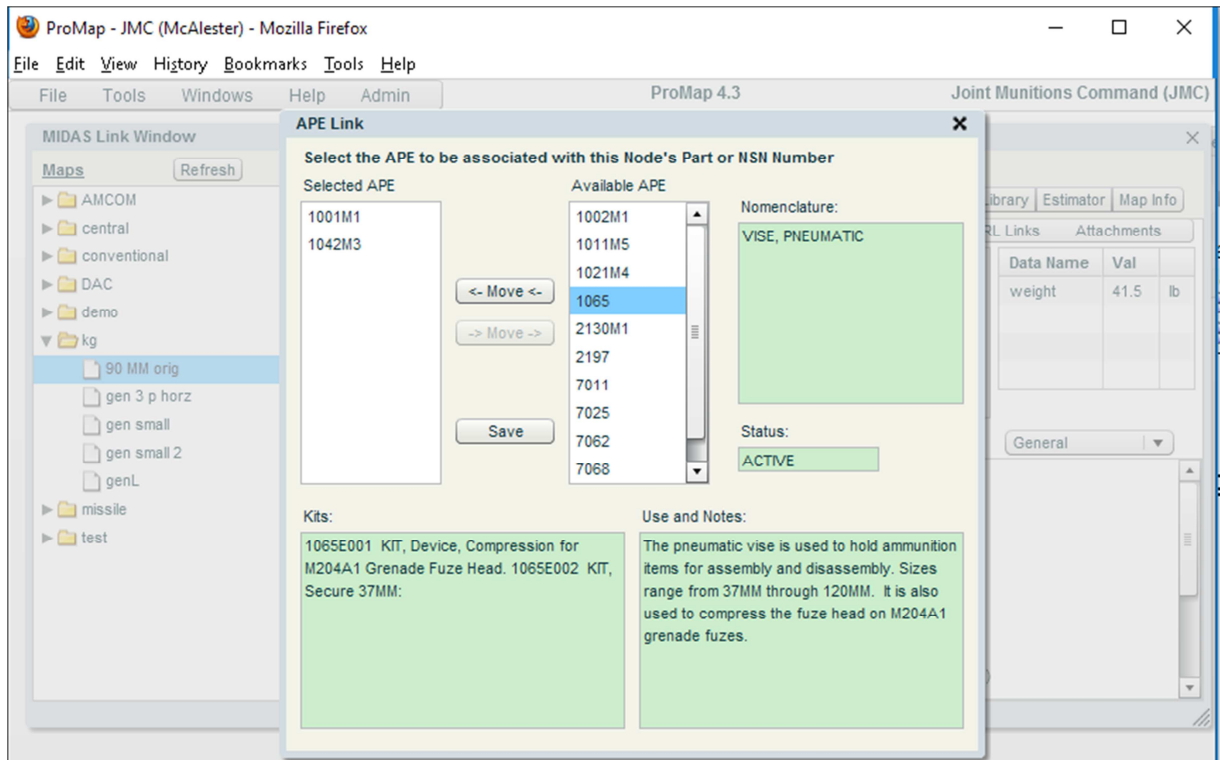 ProMap - JMC (McAlester) - Mozilla Firefox
File Edit View History Bookmarks Tools Help
File Tools Windows Help Admin
ProMap 4.3
Joint Munitions Command (JMC)
MIDAS Link Window
Maps
Refresh
AMCOM
central
conventional
DAC
demo
kg
90 MM orig
gen 3 p horz
gen small
gen small 2
genL
missile
test
APE Link
Select the APE to be associated with this Node's Part or NSN Number
Selected APE
1001M1
1042M3
<- Move <-
-> Move ->
Save
Available APE
1002M1
1011M5
1021M4
1065
2130M1
2197
7011
7025
7062
7068
Nomenclature:
VISE, PNEUMATIC
Status:
ACTIVE
Kits:
1065E001 KIT, Device, Compression for
M204A1 Grenade Fuze Head. 1065E002 KIT,
Secure 37MM:
Use and Notes:
The pneumatic vise is used to hold ammunition
items for assembly and disassembly. Sizes
range from 37MM through 120MM. It is also
used to compress the fuze head on M204A1
grenade fuzes.
Estimator Map Info
Links Attachments
Data Name Val
weight 41.5 lb
General